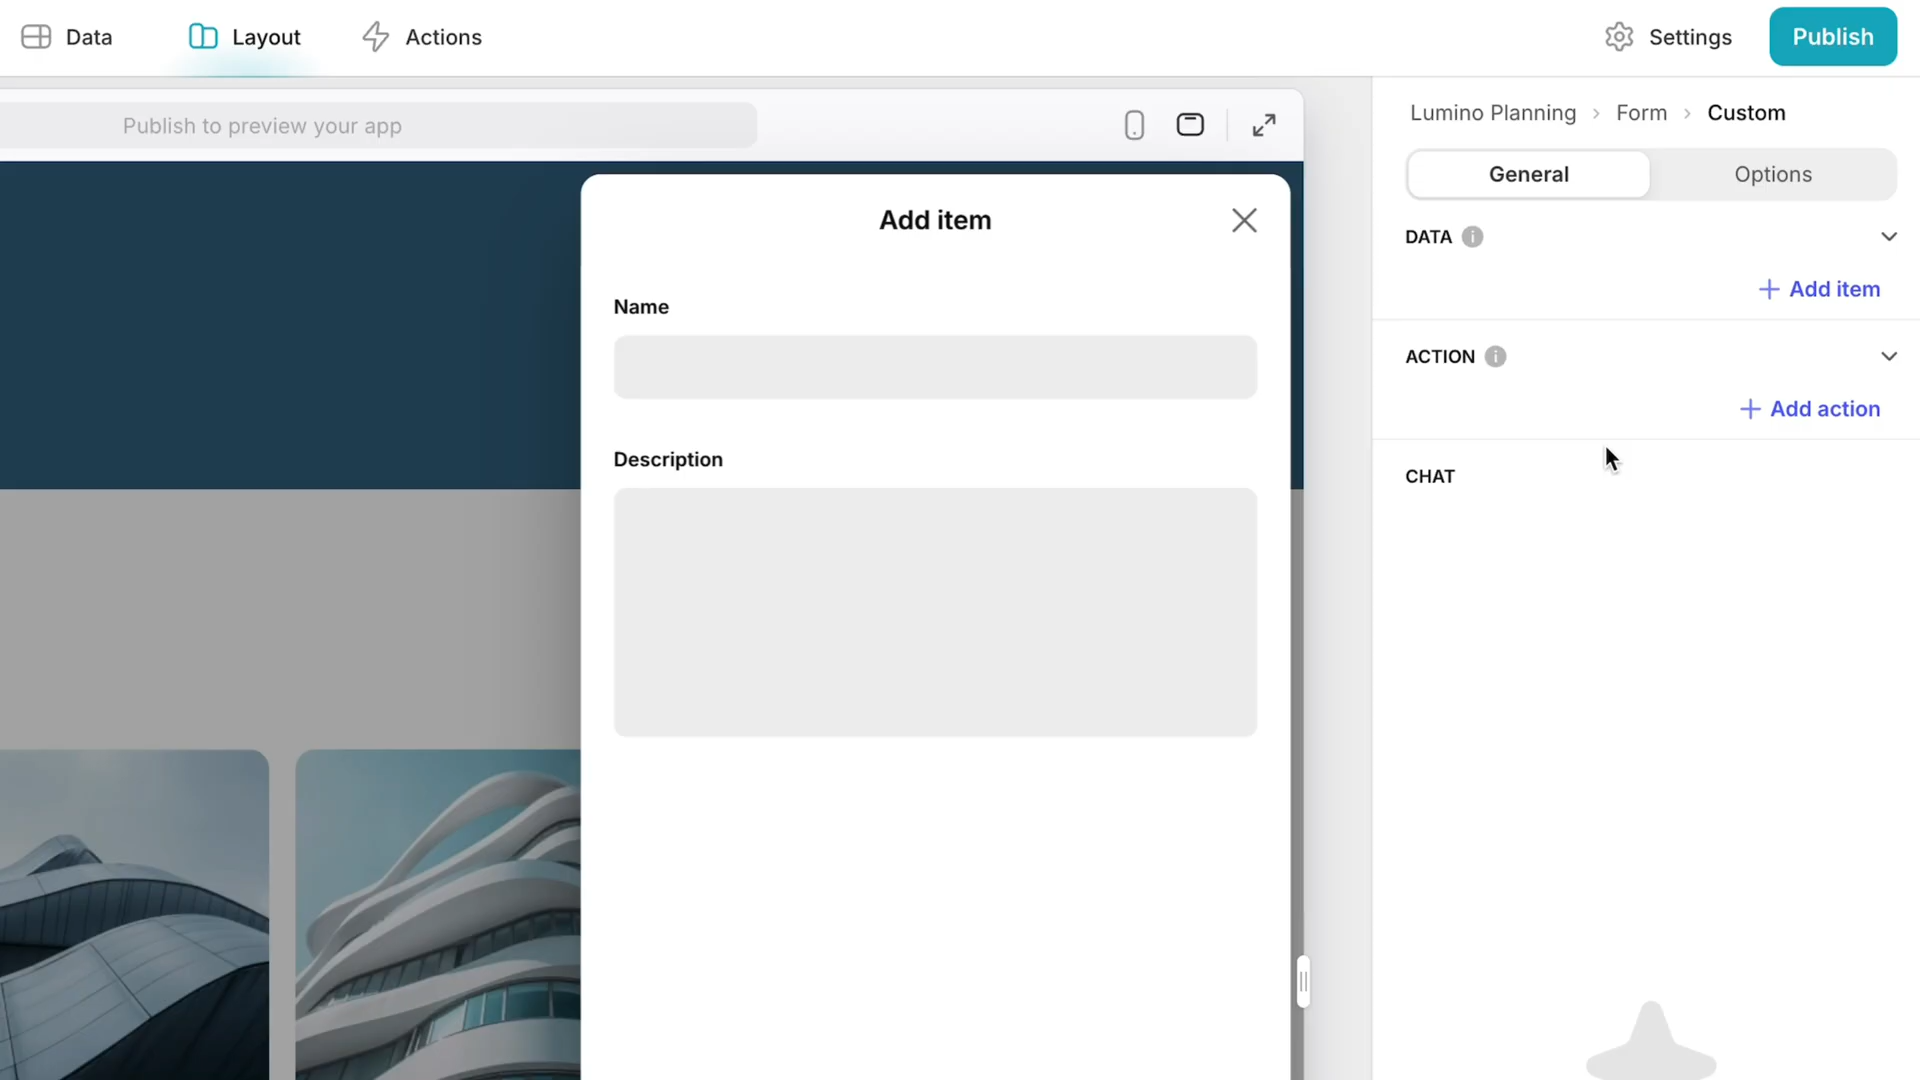 Data
Layout
Actions
Settings
Publish
Publish to preview your app
Lumino Planning > Form > Custom
General
Options
DATA
+ Add item
ACTION
+ Add action
CHAT
Add item
Name
Description